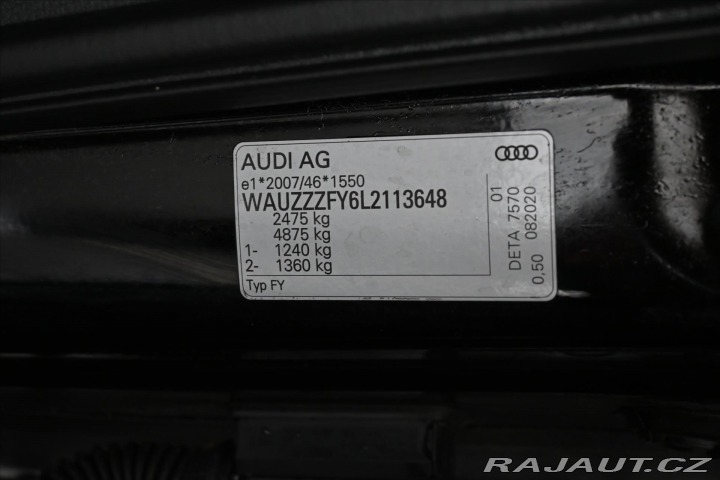 AUDI AG
e1*2007/46*1550
WAUZZZFY6L2113648
2475 kg
4875 kg
1- 1240 kg
2- 1360 kg
Typ FY
01
DETA 7570
082020
0,50
RAJAUT.CZ